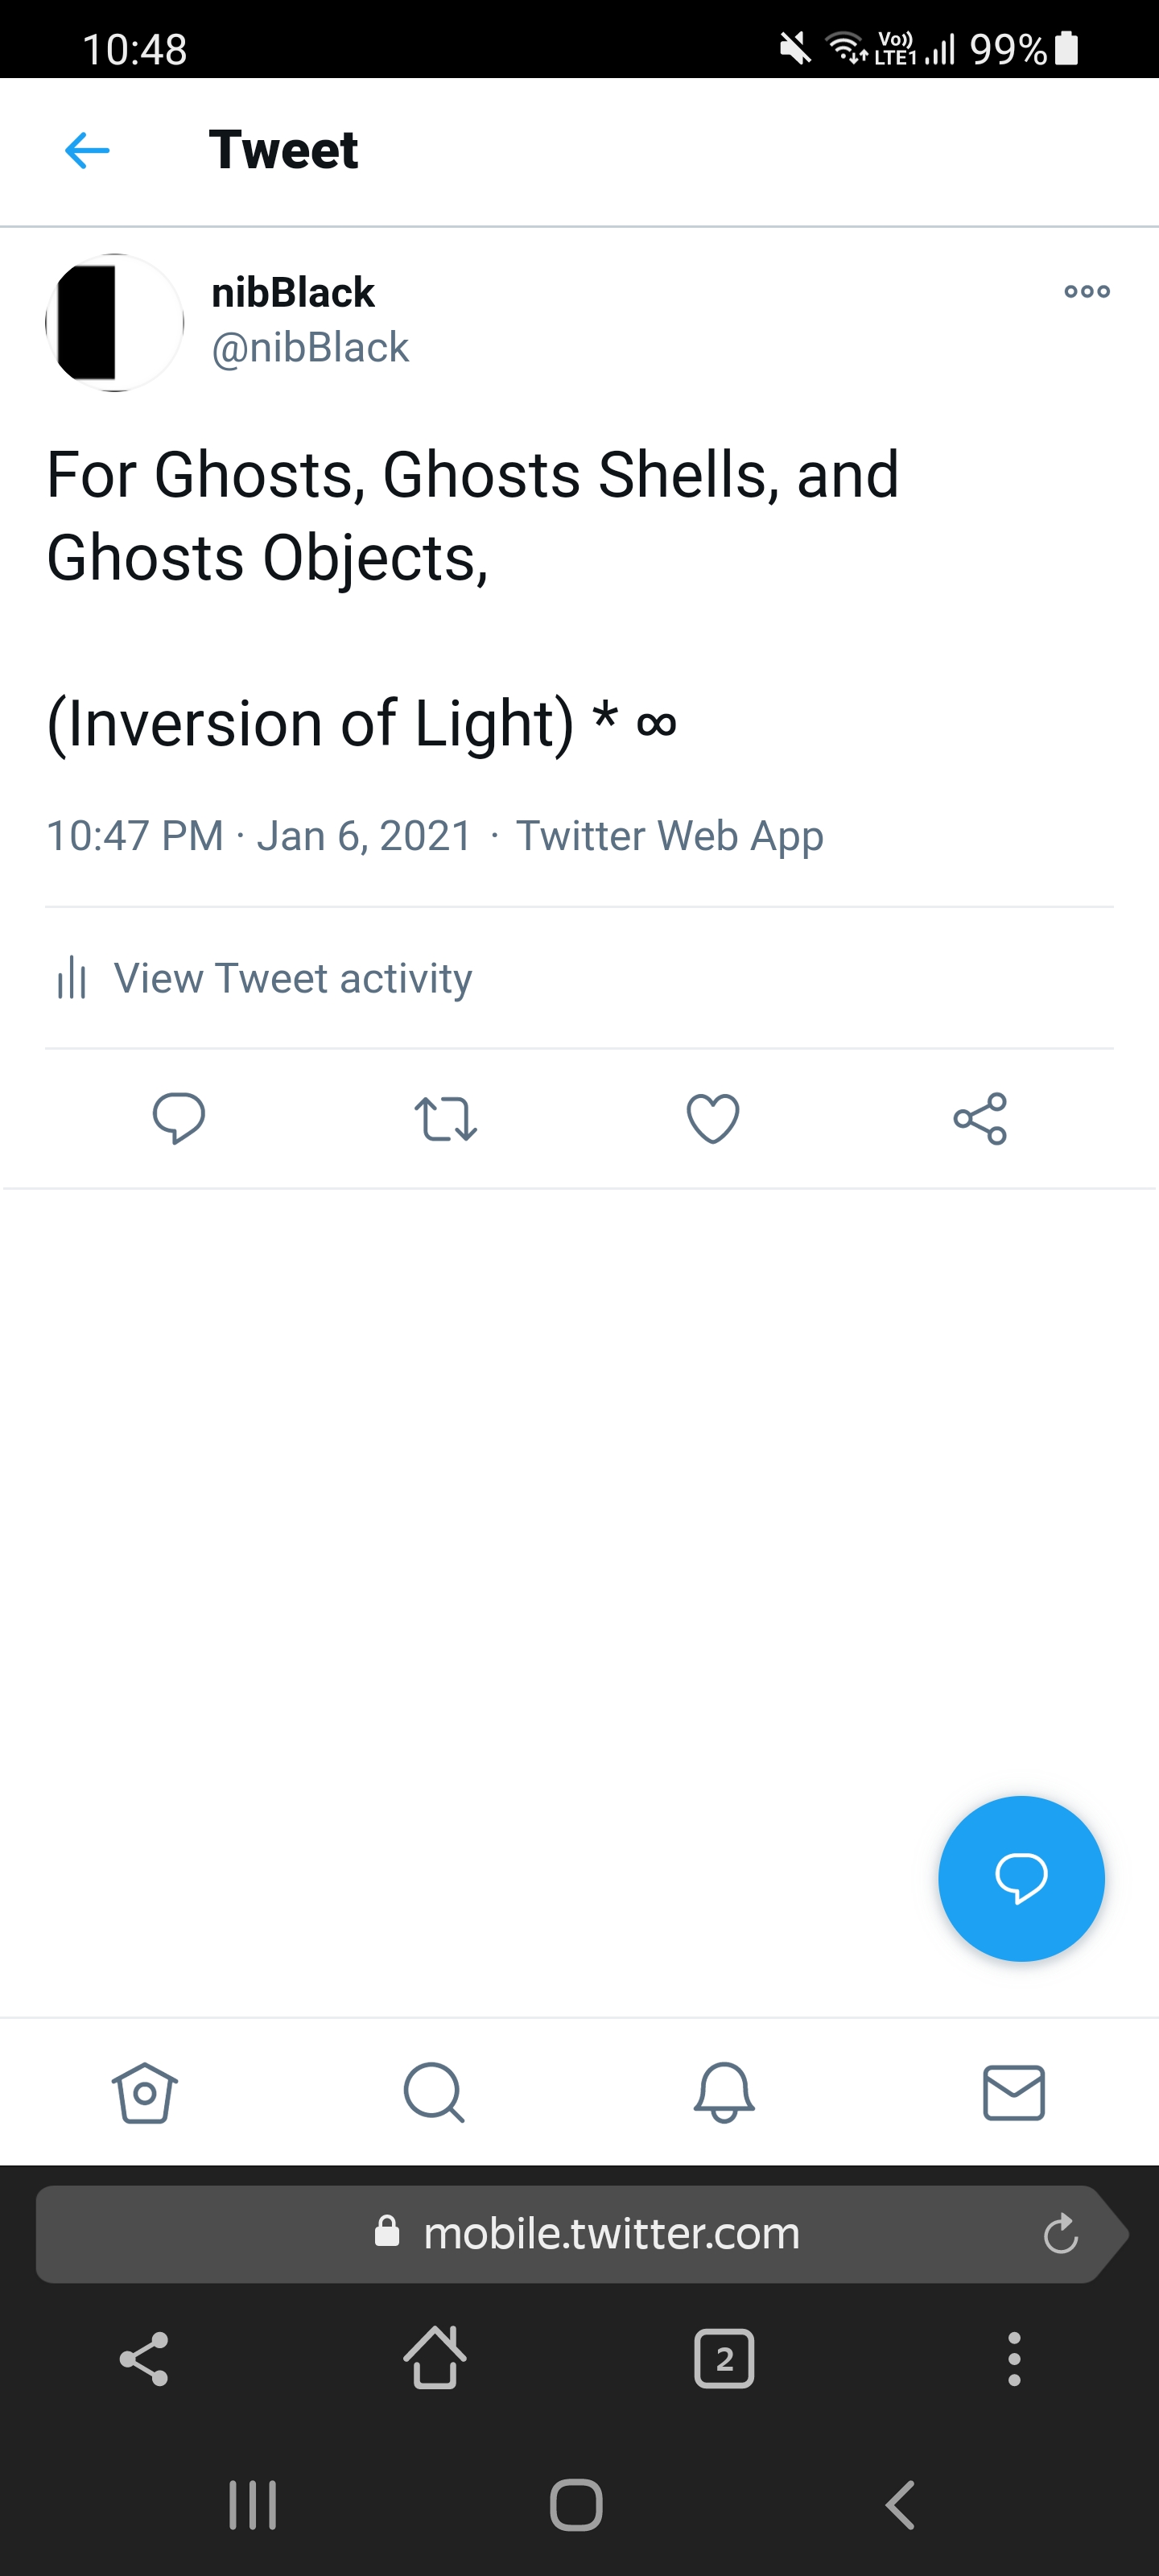 10:48
Vo))
LTE1
99%
Tweet
nibBlack
@nibBlack
For Ghosts, Ghosts Shells, and
Ghosts Objects,
(Inversion of Light) * ∞
10:47 PM · Jan 6, 2021 · Twitter Web App
View Tweet activity
mobile.twitter.com
2